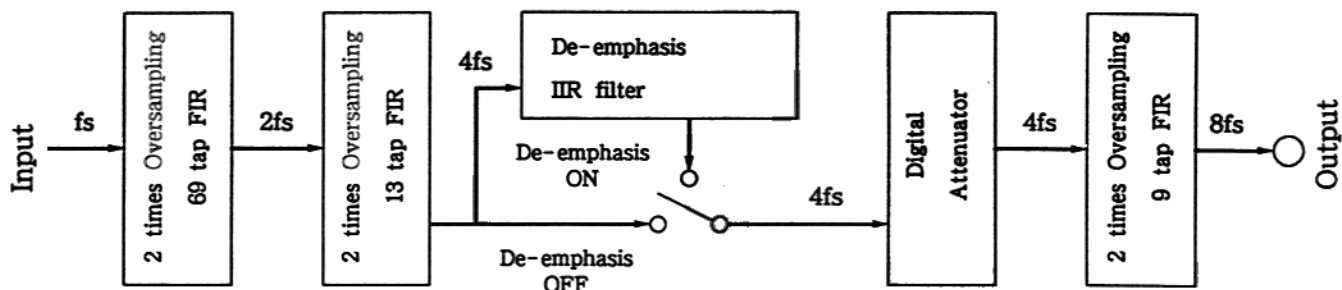 Input
fs
2 times Oversampling
69 tap FIR
2fs
2 times Oversampling
13 tap FIR
4fs
De-emphasis
IIR filter
De-emphasis
ON
De-emphasis
OFF
4fs
Digital
Attenuator
4fs
2 times Oversampling
9 tap FIR
8fs
Output